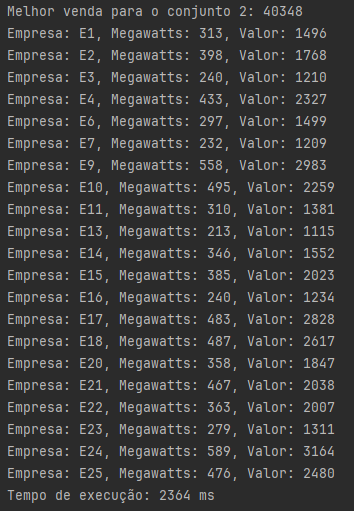 Melhor venda para o conjunto 2: 40348
Empresa: E1, Megawatts: 313, Valor: 1496
Empresa: E2, Megawatts: 398, Valor: 1768
Empresa: E3, Megawatts: 240, Valor: 1210
Empresa: E4, Megawatts: 433, Valor: 2327
Empresa: E6, Megawatts: 297, Valor: 1499
Empresa: E7, Megawatts: 232, Valor: 1209
Empresa: E9, Megawatts: 558, Valor: 2983
Empresa: E10, Megawatts: 495, Valor: 2259
Empresa: E11, Megawatts: 310, Valor: 1381
Empresa: E13, Megawatts: 213, Valor: 1115
Empresa: E14, Megawatts: 346, Valor: 1552
Empresa: E15, Megawatts: 385, Valor: 2023
Empresa: E16, Megawatts: 240, Valor: 1234
Empresa: E17, Megawatts: 483, Valor: 2828
Empresa: E18, Megawatts: 487, Valor: 2617
Empresa: E20, Megawatts: 358, Valor: 1847
Empresa: E21, Megawatts: 467, Valor: 2038
Empresa: E22, Megawatts: 363, Valor: 2007
Empresa: E23, Megawatts: 279, Valor: 1311
Empresa: E24, Megawatts: 589, Valor: 3164
Empresa: E25, Megawatts: 476, Valor: 2480
Tempo de execução: 2364 ms